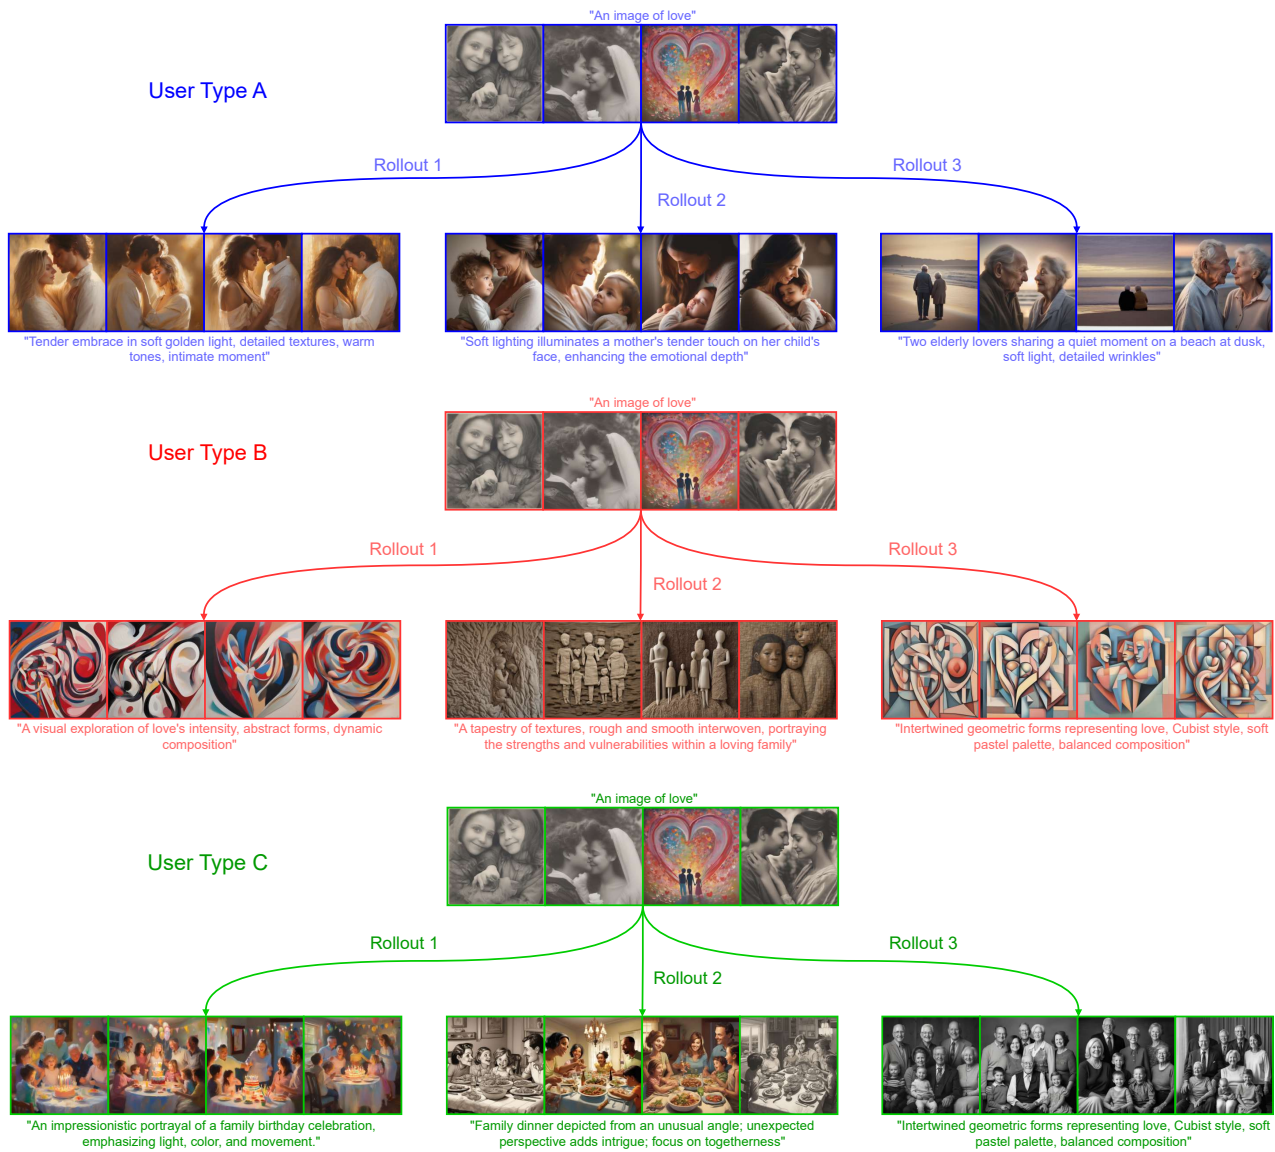 "An image of love"
User Type A
Rollout 1
Rollout 2
Rollout 3
"Tender embrace in soft golden light, detailed textures, warm
tones, intimate moment"
"Soft lighting illuminates a mother's tender touch on her child's
face, enhancing the emotional depth"
"Two elderly lovers sharing a quiet moment on a beach at dusk,
soft light, detailed wrinkles"
"An image of love"
User Type B
Rollout 1
Rollout 2
Rollout 3
"A visual exploration of love's intensity, abstract forms, dynamic
composition"
"A tapestry of textures, rough and smooth interwoven, portraying
the strengths and vulnerabilities within a loving family"
"Intertwined geometric forms representing love, Cubist style, soft
pastel palette, balanced composition"
"An image of love"
User Type C
Rollout 1
Rollout 2
Rollout 3
"An impressionistic portrayal of a family birthday celebration,
emphasizing light, color, and movement."
"Family dinner depicted from an unusual angle; unexpected
perspective adds intrigue; focus on togetherness"
"Intertwined geometric forms representing love, Cubist style, soft
pastel palette, balanced composition"